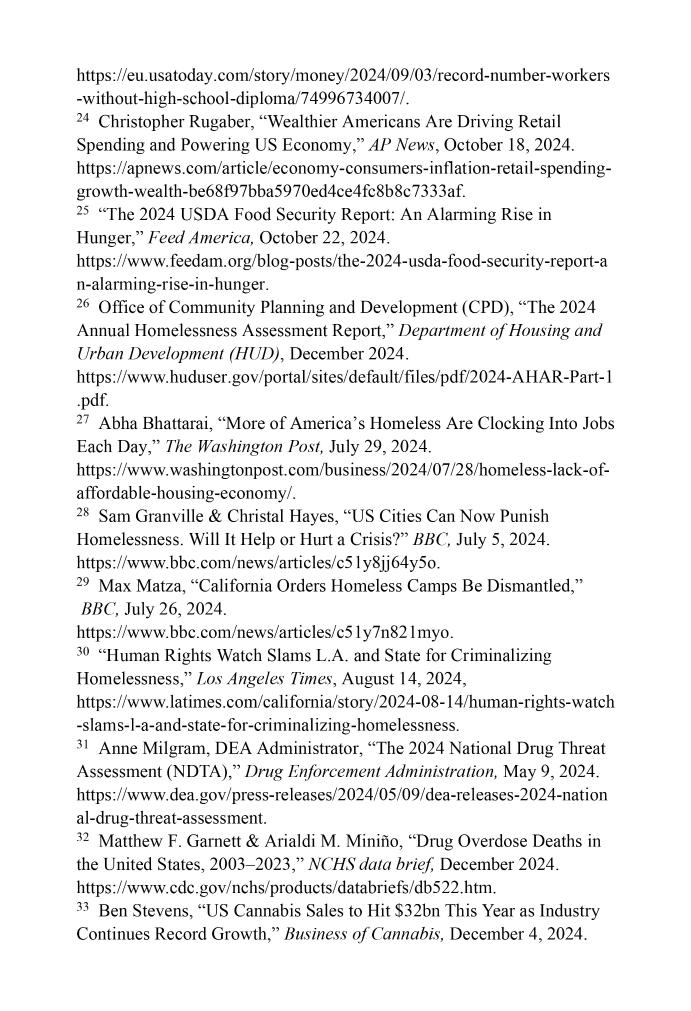 https://eu.usatoday.com/story/money/2024/09/03/record-number-workers
-without-high-school-diploma/74996734007/.
24 Christopher Rugaber, “Wealthier Americans Are Driving Retail
Spending and Powering US Economy,” AP News, October 18, 2024.
https://apnews.com/article/economy-consumers-inflation-retail-spending-
growth-wealth-be68f97bba5970ed4ce4fc8b8c7333af.
25 “The 2024 USDA Food Security Report: An Alarming Rise in
Hunger,” Feed America, October 22, 2024.
https://www.feedam.org/blog-posts/the-2024-usda-food-security-report-a
n-alarming-rise-in-hunger.
26 Office of Community Planning and Development (CPD), “The 2024
Annual Homelessness Assessment Report,” Department of Housing and
Urban Development (HUD), December 2024.
https://www.huduser.gov/portal/sites/default/files/pdf/2024-AHAR-Part-1
.pdf.
27 Abha Bhattarai, “More of America’s Homeless Are Clocking Into Jobs
Each Day,” The Washington Post, July 29, 2024.
https://www.washingtonpost.com/business/2024/07/28/homeless-lack-of-
affordable-housing-economy/.
28 Sam Granville & Christal Hayes, “US Cities Can Now Punish
Homelessness. Will It Help or Hurt a Crisis?” BBC, July 5, 2024.
https://www.bbc.com/news/articles/c51y8jj64y5o.
29 Max Matza, “California Orders Homeless Camps Be Dismantled,”
BBC, July 26, 2024.
https://www.bbc.com/news/articles/c51y7n821myo.
30 “Human Rights Watch Slams L.A. and State for Criminalizing
Homelessness,” Los Angeles Times, August 14, 2024,
https://www.latimes.com/california/story/2024-08-14/human-rights-watch
-slams-l-a-and-state-for-criminalizing-homelessness.
31 Anne Milgram, DEA Administrator, “The 2024 National Drug Threat
Assessment (NDTA),” Drug Enforcement Administration, May 9, 2024.
https://www.dea.gov/press-releases/2024/05/09/dea-releases-2024-nation
al-drug-threat-assessment.
32 Matthew F. Garnett & Arialdi M. Miniño, “Drug Overdose Deaths in
the United States, 2003–2023,” NCHS data brief, December 2024.
https://www.cdc.gov/nchs/products/databriefs/db522.htm.
33 Ben Stevens, “US Cannabis Sales to Hit $32bn This Year as Industry
Continues Record Growth,” Business of Cannabis, December 4, 2024.